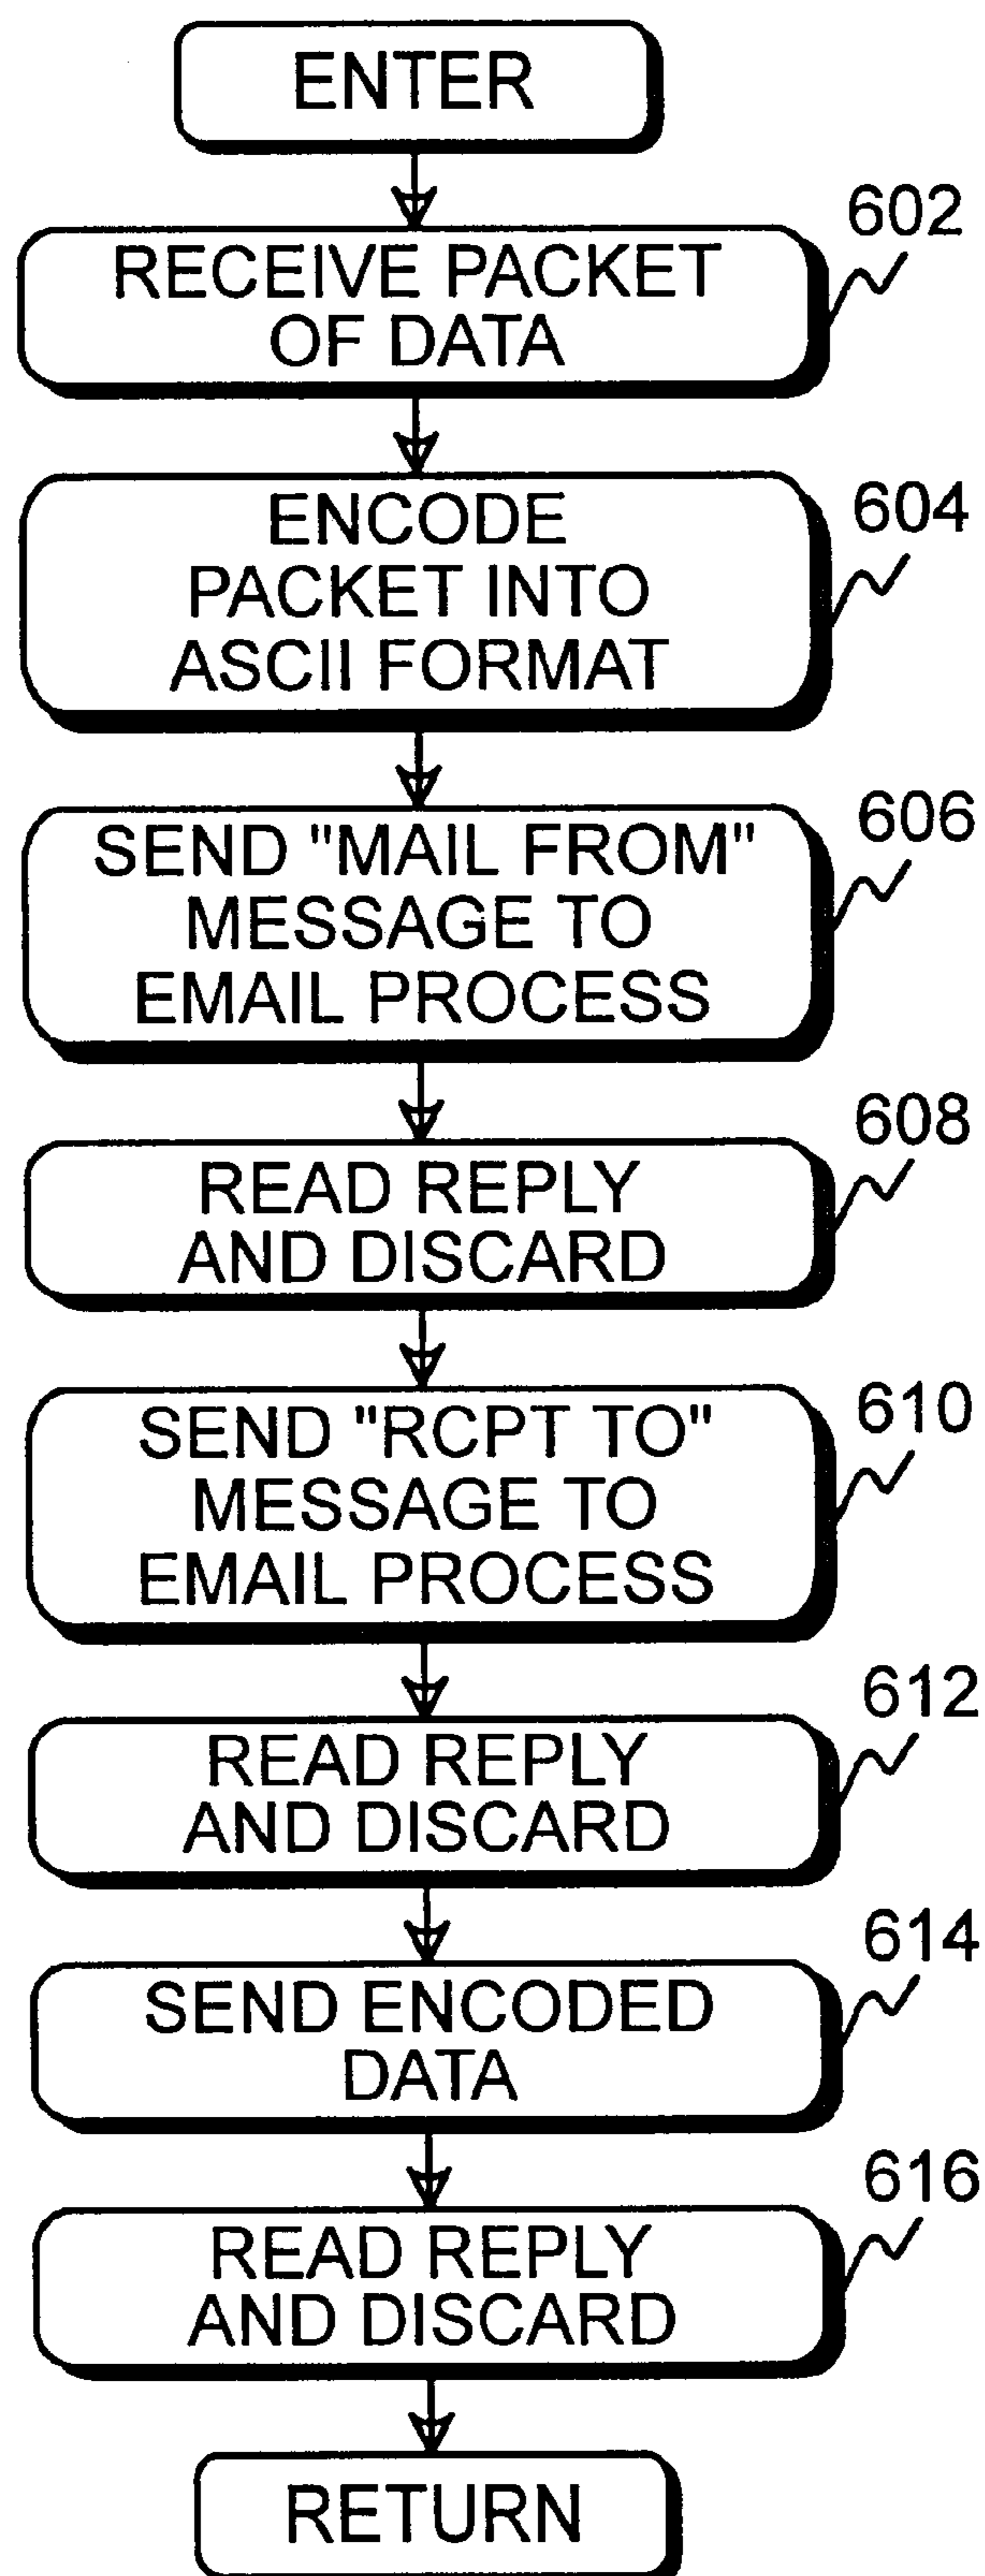 ENTER
602
RECEIVE PACKET
OF DATA
604
ENCODE
PACKET INTO
ASCII FORMAT
606
SEND "MAIL FROM"
MESSAGE TO
EMAIL PROCESS
608
READ REPLY
AND DISCARD
610
SEND "RCPT TO"
MESSAGE TO
EMAIL PROCESS
612
READ REPLY
AND DISCARD
614
SEND ENCODED
DATA
616
READ REPLY
AND DISCARD
RETURN